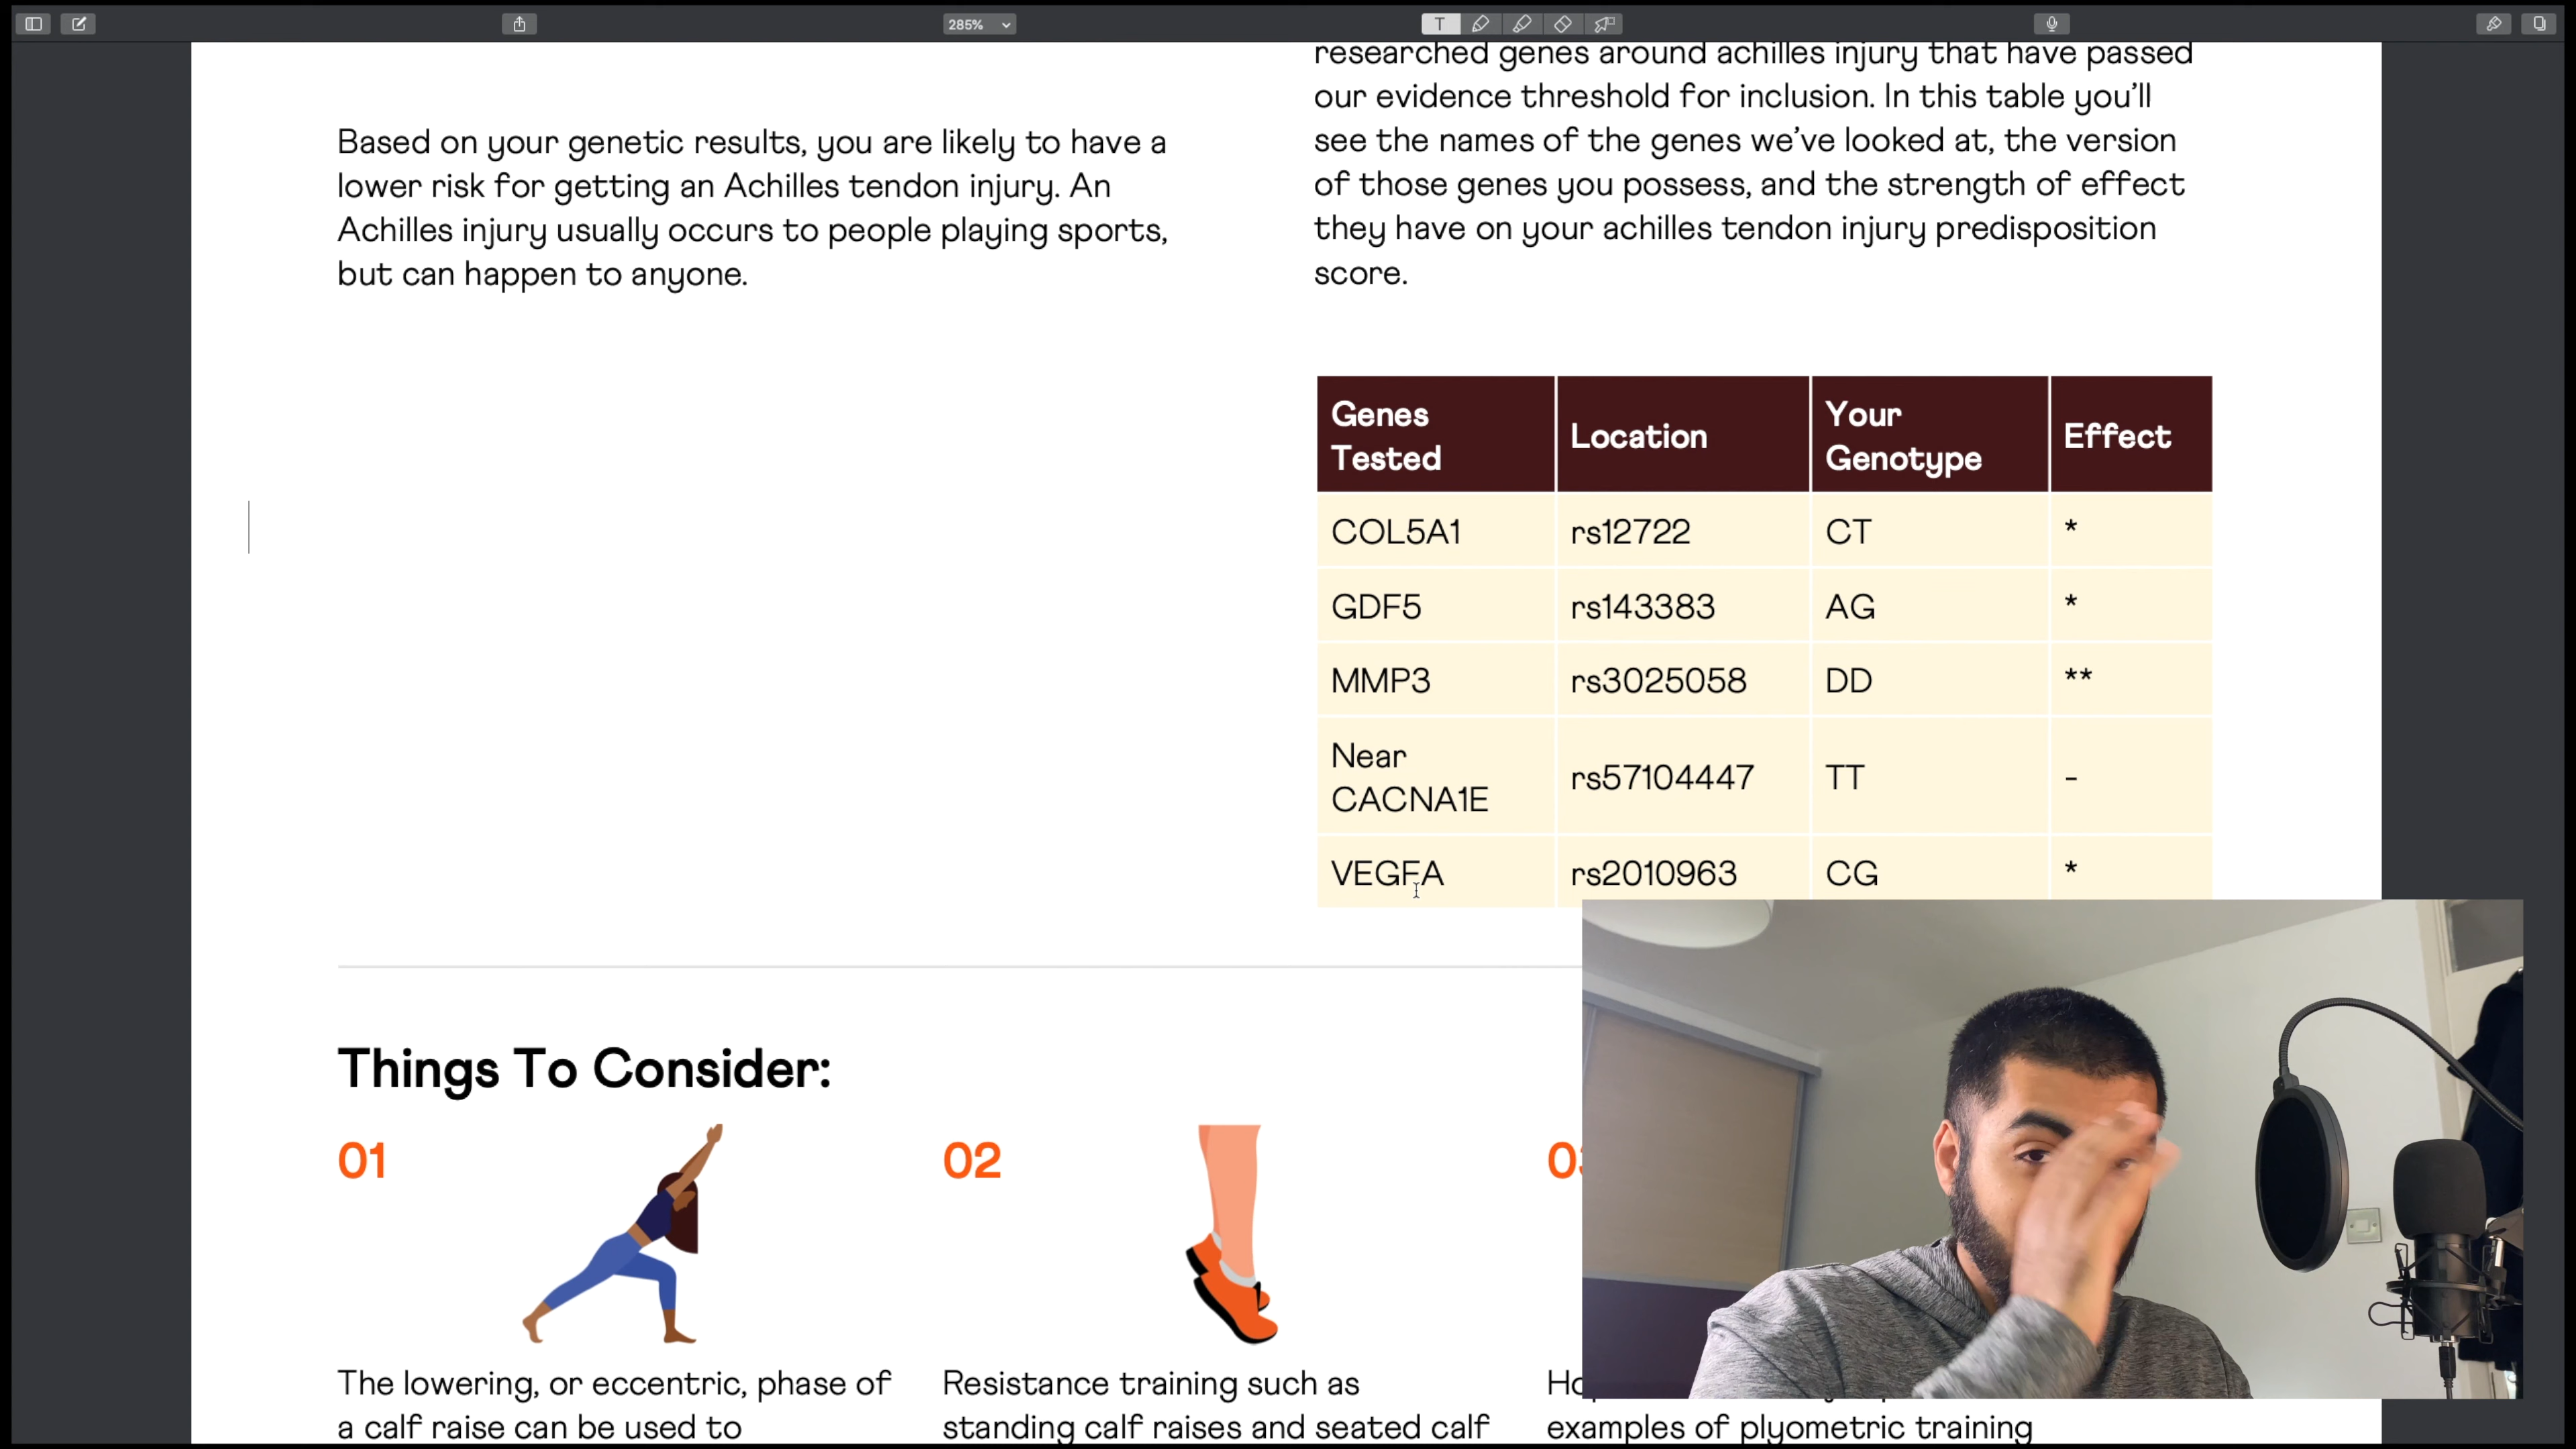 285%
T
Based on your genetic results, you are likely to have a
lower risk for getting an Achilles tendon injury. An
Achilles injury usually occurs to people playing sports,
but can happen to anyone.
researched genes around achilles injury that have passed
our evidence threshold for inclusion. In this table you’ll
see the names of the genes we’ve looked at, the version
of those genes you possess, and the strength of effect
they have on your achilles tendon injury predisposition
score.
Genes Tested Location Your Genotype Effect
COL5A1 rs12722 CT *
GDF5 rs143383 AG *
MMP3 rs3025058 DD **
Near CACNA1E rs57104447 TT -
VEGFA rs2010963 CG *
Things To Consider:
01
The lowering, or eccentric, phase of
a calf raise can be used to
02
Resistance training such as
standing calf raises and seated calf
examples of plyometric training